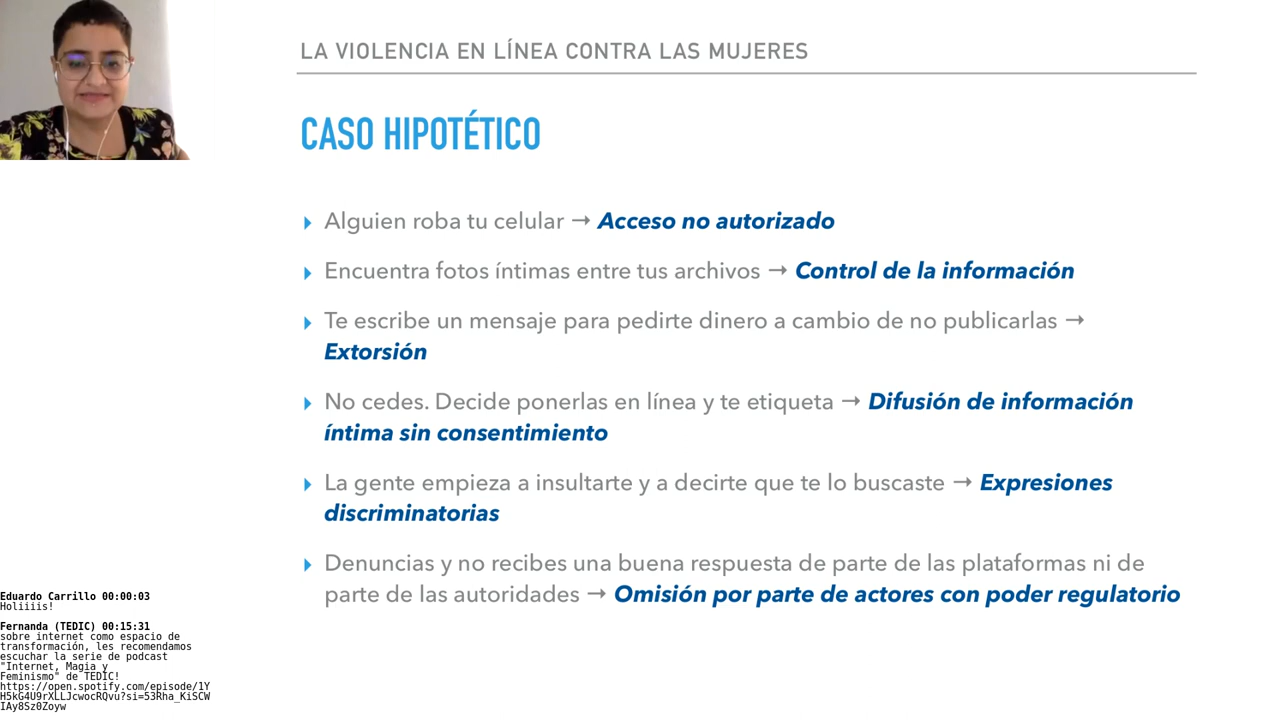 LA VIOLENCIA EN LÍNEA CONTRA LAS MUJERES
CASO HIPOTÉTICO
Alguien roba tu celular → Acceso no autorizado
Encuentra fotos íntimas entre tus archivos → Control de la información
Te escribe un mensaje para pedirte dinero a cambio de no publicarlas →
Extorsión
No cedes. Decide ponerlas en línea y te etiqueta → Difusión de información
íntima sin consentimiento
La gente empieza a insultarte y a decirte que te lo buscaste → Expresiones
discriminatorias
Denuncias y no recibes una buena respuesta de parte de las plataformas ni de
parte de las autoridades → Omisión por parte de actores con poder regulatorio
Eduardo Carrillo 00:00:03
Holiiiis!
Fernanda (TEDIC) 00:15:31
sobre internet como espacio de
transformación, les recomendamos
escuchar la serie de podcast
"Internet, Magia y
Feminismo" de TEDIC!
https://open.spotify.com/episode/1Y
H5kG4U9rXLLJcwocRQvu?si=53Rha_KiSCW
IAy8Sz0Zoyw